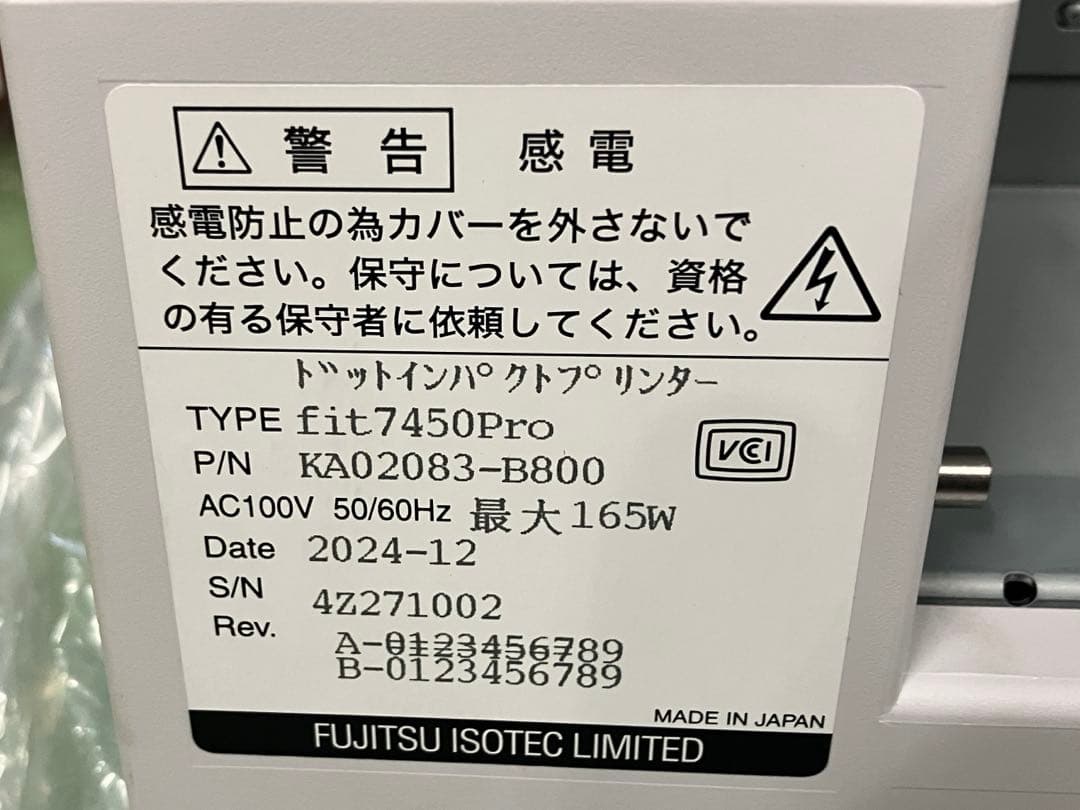 警告 感電
感電防止の為カバーを外さないで
ください。保守については、資格
の有る保守者に依頼してください。
ドットインパクトプリンター
TYPE fit7450Pro
P/N KA02083-B800
VCCI
AC100V 50/60Hz 最大165W
Date 2024-12
S/N 4Z271002
Rev. A-0123456789
B-0123456789
MADE IN JAPAN
FUJITSU ISOTEC LIMITED